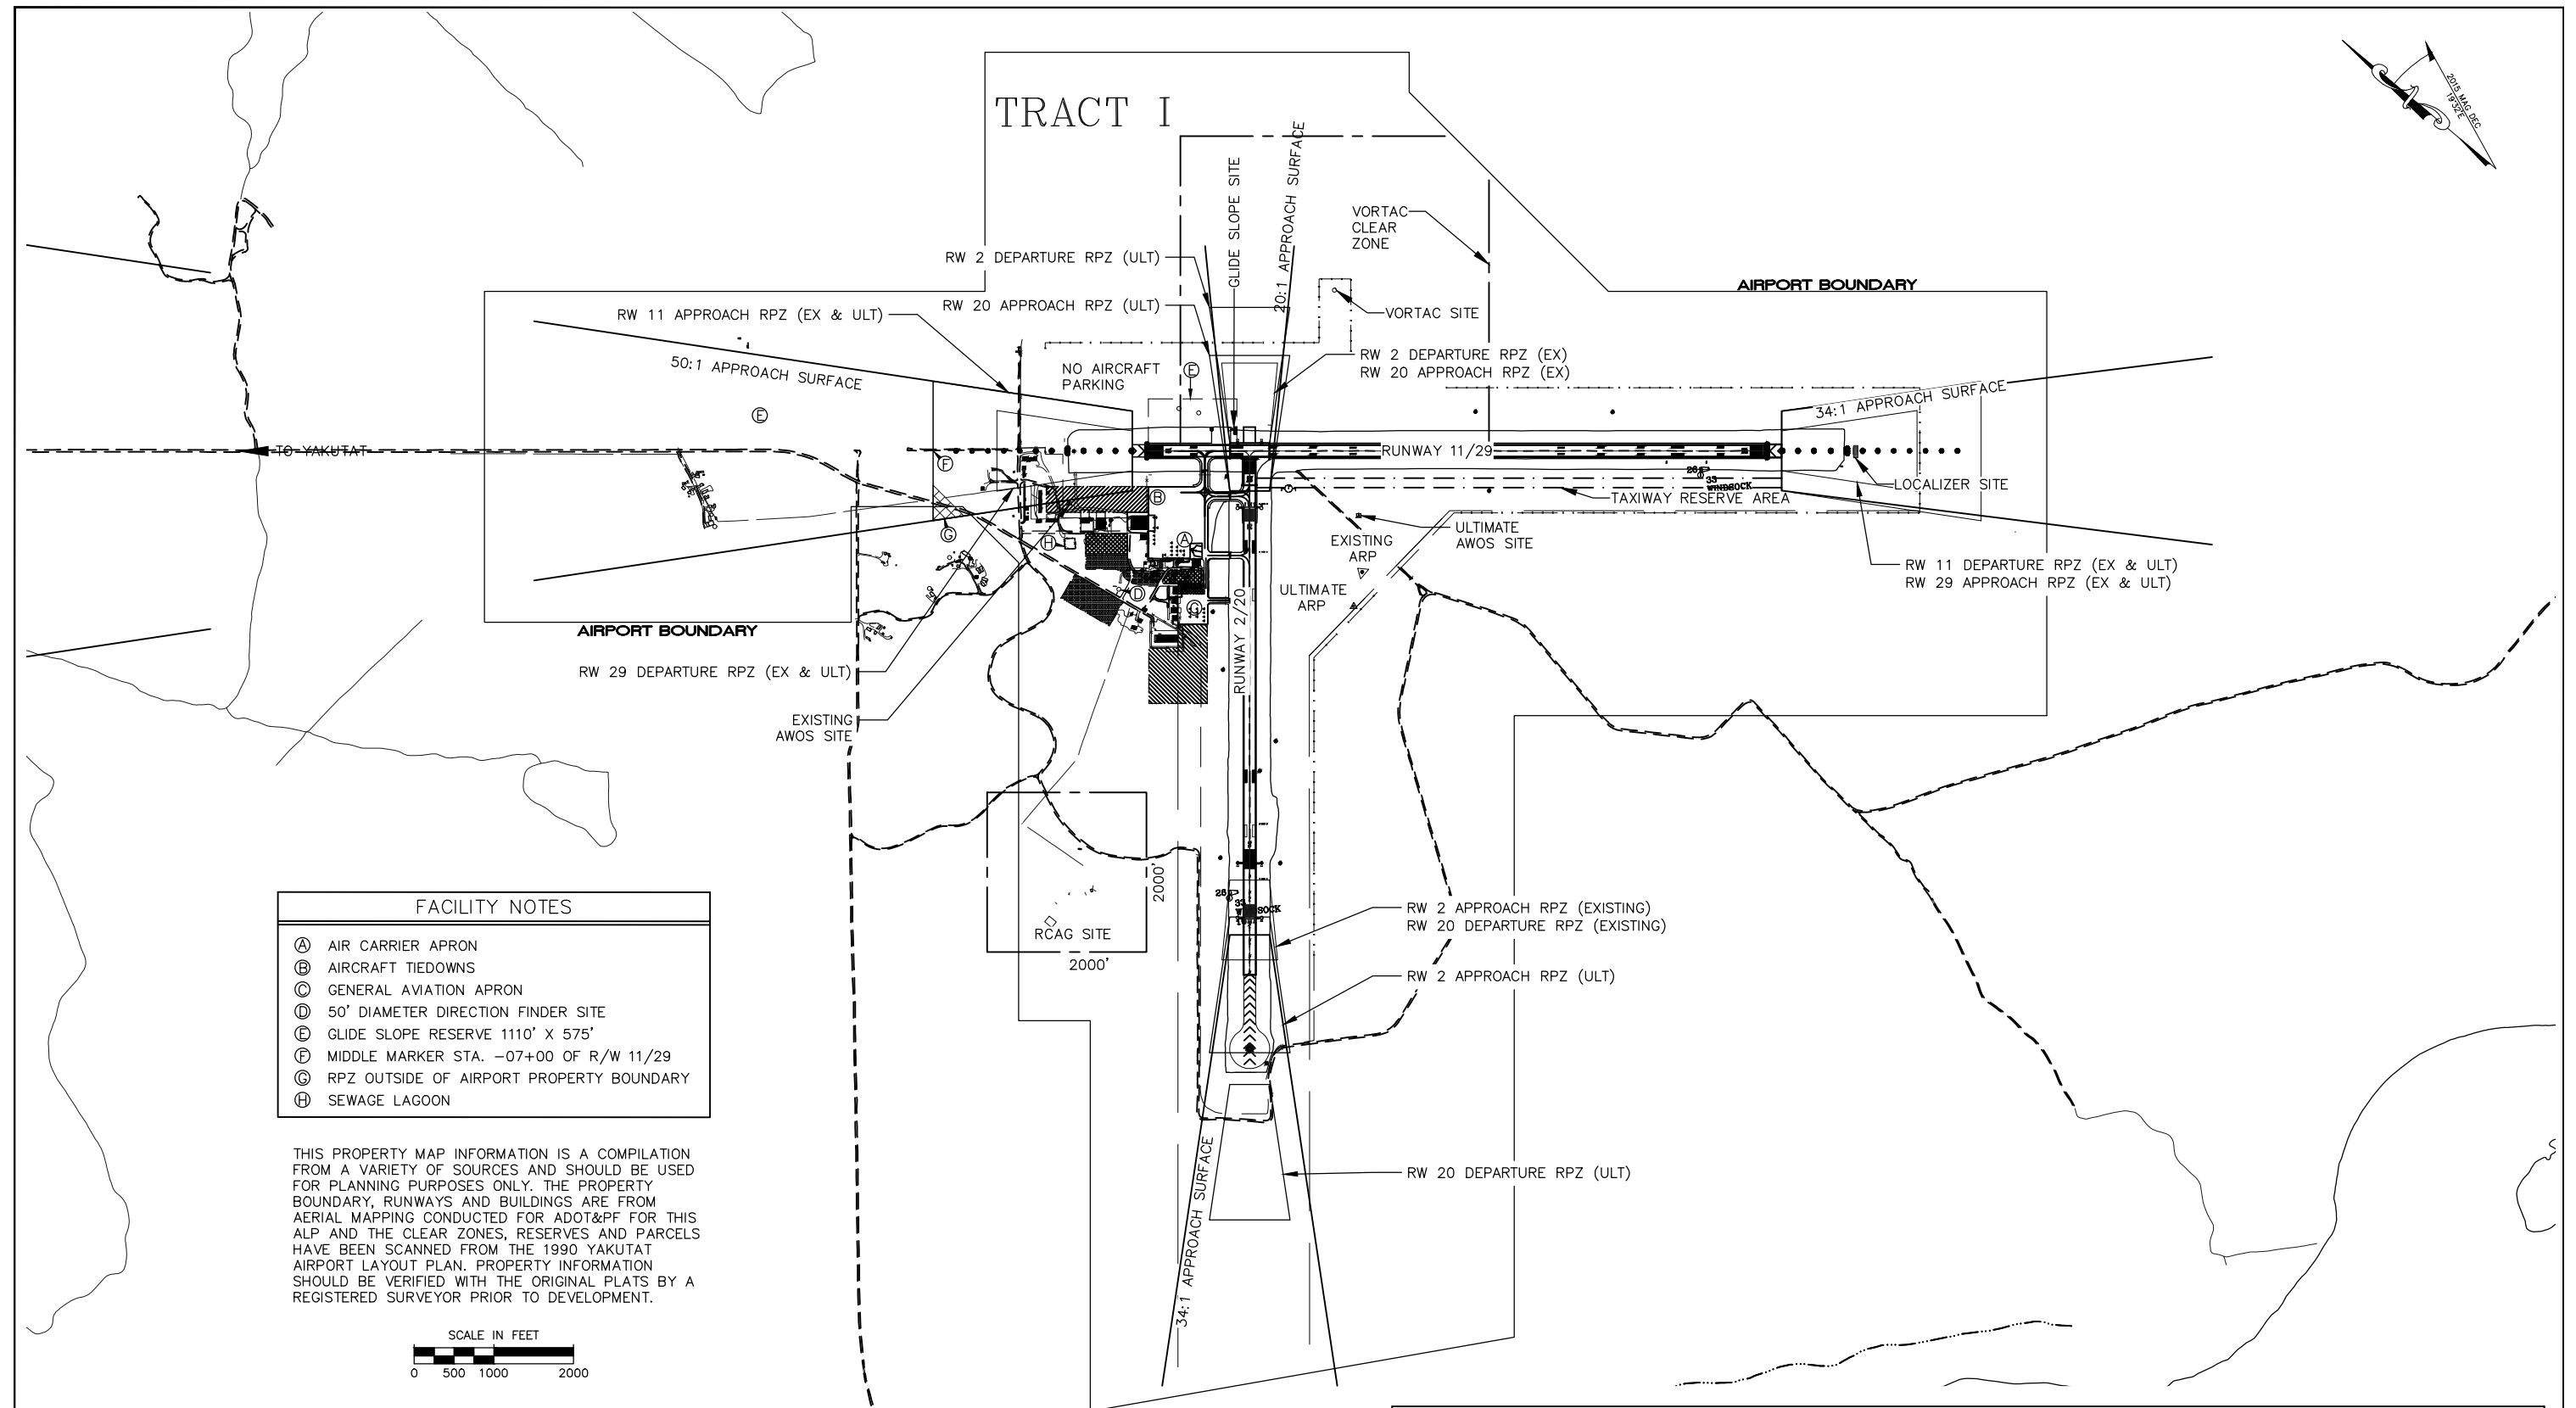 TRACT I
2015 MAG DEC
19°32'E
20:1 APPROACH SURFACE
GLIDE SLOPE SITE
VORTAC
CLEAR
ZONE
RW 2 DEPARTURE RPZ (ULT)
AIRPORT BOUNDARY
RW 20 APPROACH RPZ (ULT)
RW 11 APPROACH RPZ (EX & ULT)
VORTAC SITE
50:1 APPROACH SURFACE
NO AIRCRAFT
PARKING
E
RW 2 DEPARTURE RPZ (EX)
RW 20 APPROACH RPZ (EX)
34:1 APPROACH SURFACE
E
TO YAKUTAT
F
RUNWAY 11/29
26
33
WINDSOCK
LOCALIZER SITE
B
TAXIWAY RESERVE AREA
G
H
A
EXISTING
ARP
ULTIMATE
AWOS SITE
RW 11 DEPARTURE RPZ (EX & ULT)
RW 29 APPROACH RPZ (EX & ULT)
D
ULTIMATE
ARP
C
RUNWAY 2/20
AIRPORT BOUNDARY
RW 29 DEPARTURE RPZ (EX & ULT)
EXISTING
AWOS SITE
2000'
RCAG SITE
2000'
26
33
SOCK
RW 2 APPROACH RPZ (EXISTING)
RW 20 DEPARTURE RPZ (EXISTING)
RW 2 APPROACH RPZ (ULT)
RW 20 DEPARTURE RPZ (ULT)
34:1 APPROACH SURFACE
FACILITY NOTES
A AIR CARRIER APRON
B AIRCRAFT TIEDOWNS
C GENERAL AVIATION APRON
D 50' DIAMETER DIRECTION FINDER SITE
E GLIDE SLOPE RESERVE 1110' X 575'
F MIDDLE MARKER STA. -07+00 OF R/W 11/29
G RPZ OUTSIDE OF AIRPORT PROPERTY BOUNDARY
H SEWAGE LAGOON
THIS PROPERTY MAP INFORMATION IS A COMPILATION
FROM A VARIETY OF SOURCES AND SHOULD BE USED
FOR PLANNING PURPOSES ONLY. THE PROPERTY
BOUNDARY, RUNWAYS AND BUILDINGS ARE FROM
AERIAL MAPPING CONDUCTED FOR ADOT&PF FOR THIS
ALP AND THE CLEAR ZONES, RESERVES AND PARCELS
HAVE BEEN SCANNED FROM THE 1990 YAKUTAT
AIRPORT LAYOUT PLAN. PROPERTY INFORMATION
SHOULD BE VERIFIED WITH THE ORIGINAL PLATS BY A
REGISTERED SURVEYOR PRIOR TO DEVELOPMENT.
SCALE IN FEET
0 500 1000 2000